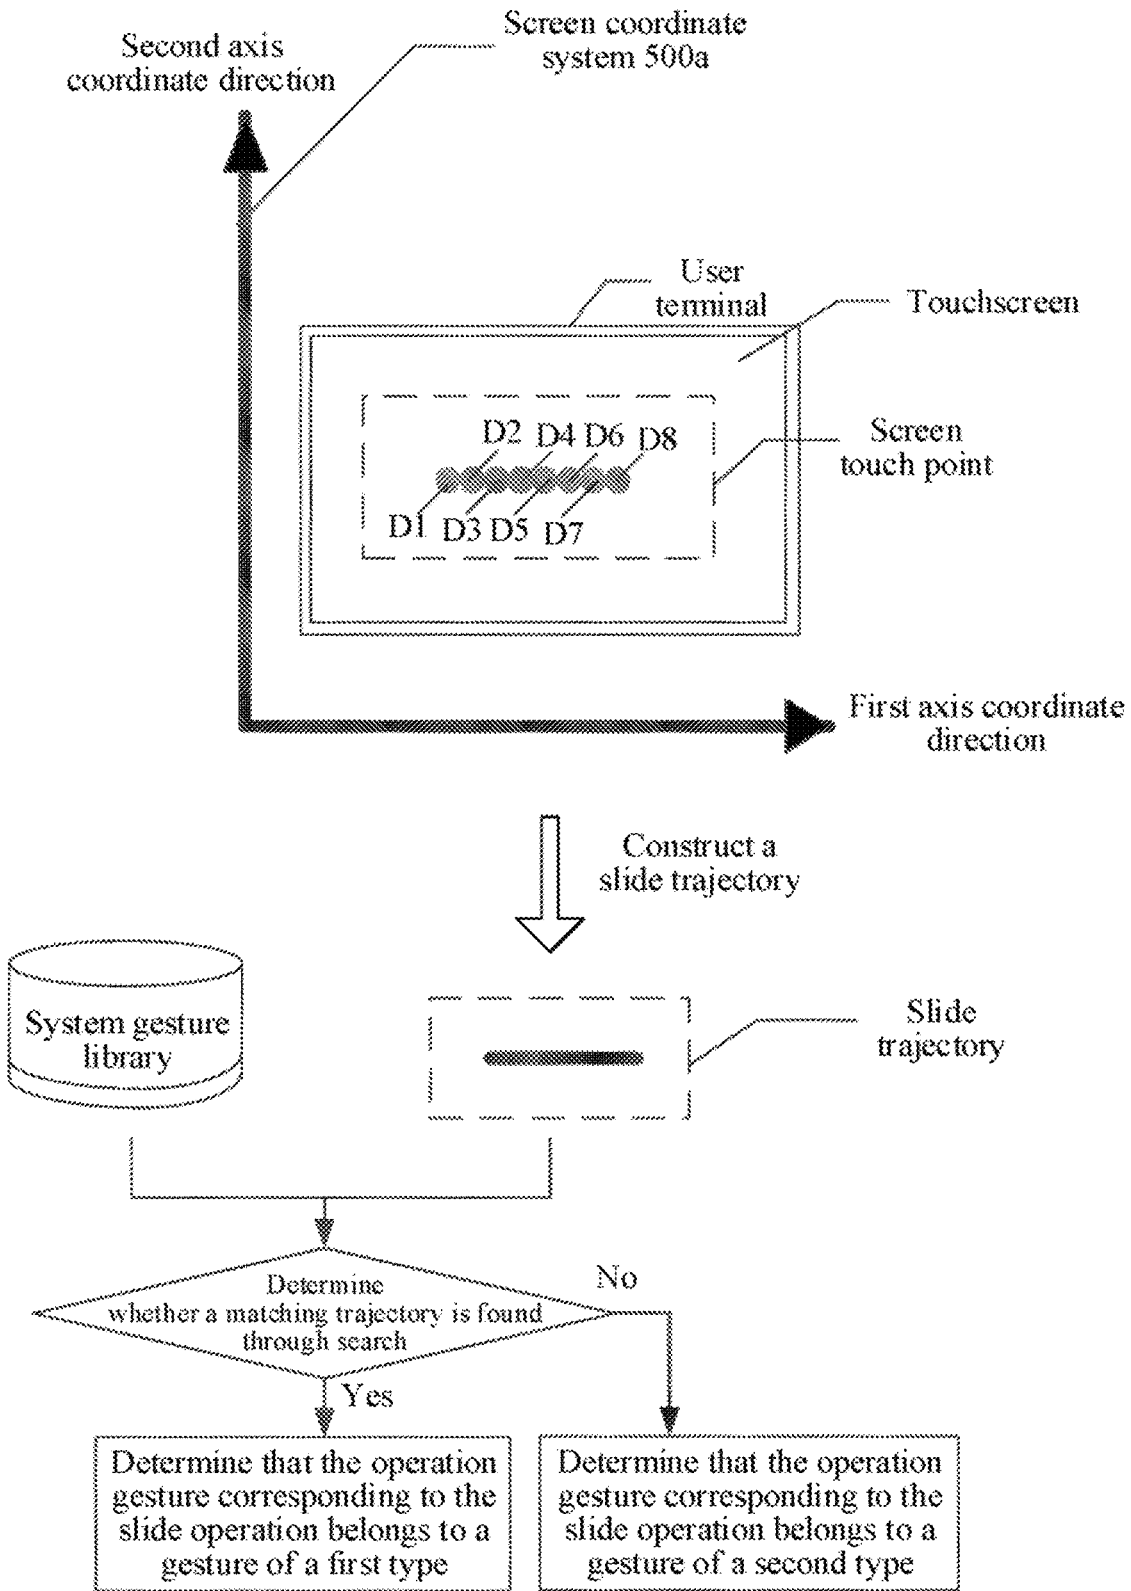 Second axis
coordinate direction
Screen coordinate
system 500a
User
terminal
Touchscreen
D2
D4
D6
D8
D1
D3
D5
D7
Screen
touch point
First axis coordinate
direction
Construct a
slide trajectory
System gesture
library
Slide
trajectory
Determine
whether a matching trajectory is found
through search
No
Yes
Determine that the operation
gesture corresponding to the
slide operation belongs to a
gesture of a first type
Determine that the operation
gesture corresponding to the
slide operation belongs to a
gesture of a second type